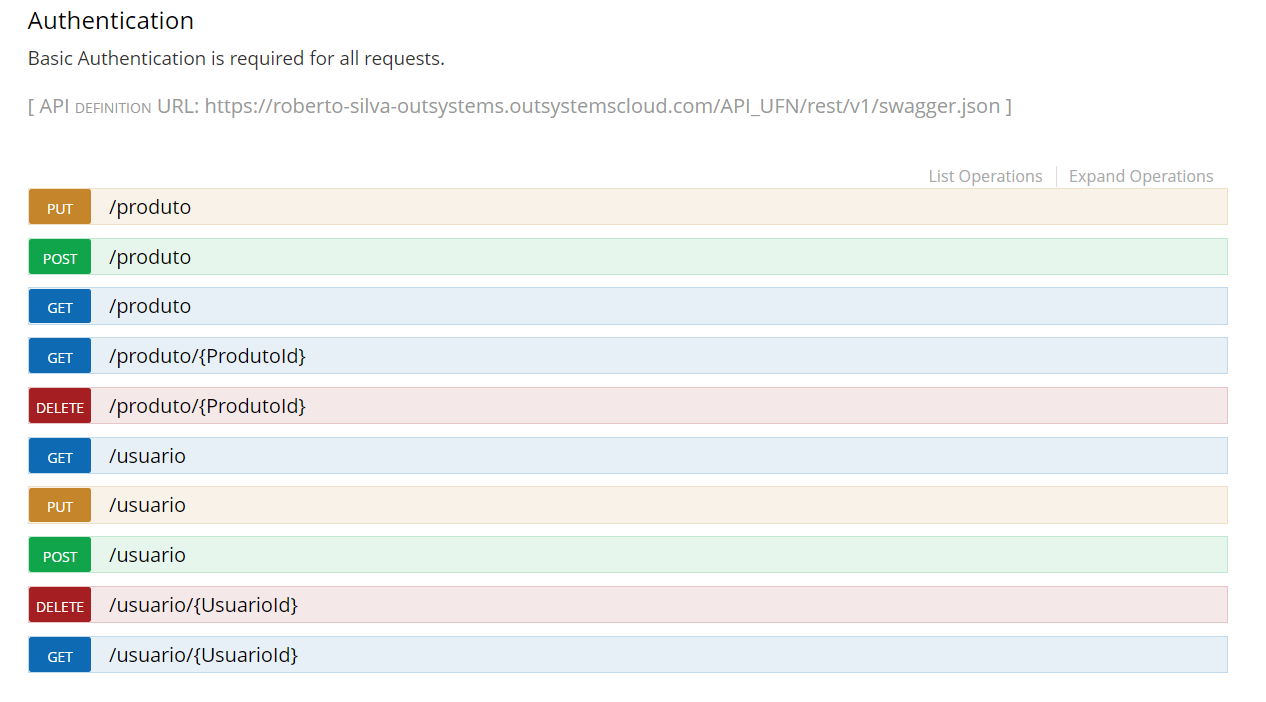 Authentication
Basic Authentication is required for all requests.
[ API DEFINITION URL: https://roberto-silva-outsystems.outsystemscloud.com/API_UFN/rest/v1/swagger.json ]
List Operations Expand Operations
PUT /produto
POST /produto
GET /produto
GET /produto/{ProdutoId}
DELETE /produto/{ProdutoId}
GET /usuario
PUT /usuario
POST /usuario
DELETE /usuario/{UsuarioId}
GET /usuario/{UsuarioId}